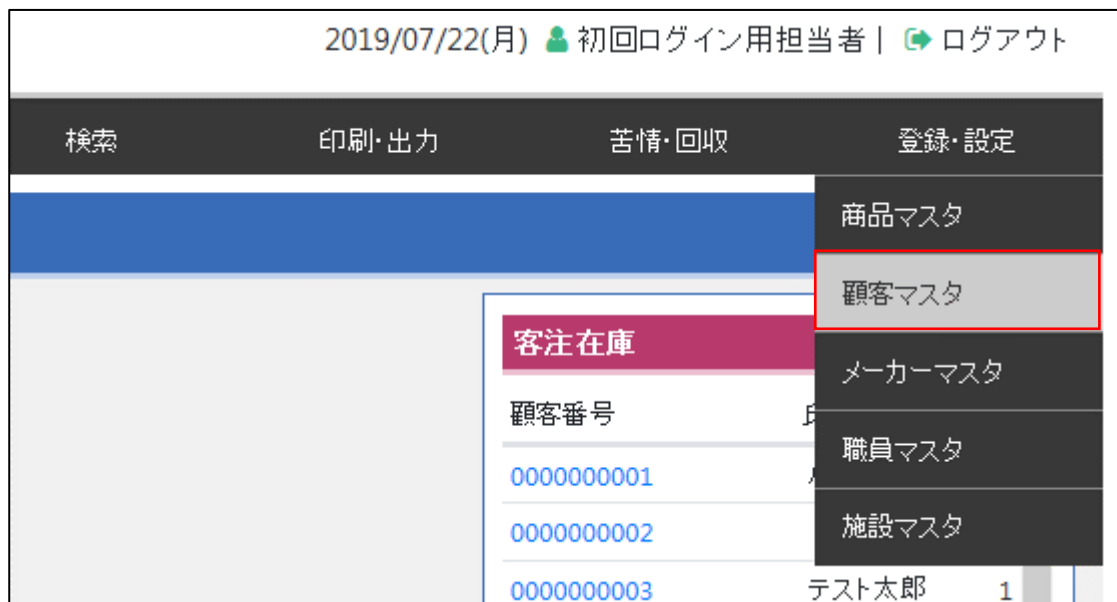 2019/07/22(月) 初回ログイン用担当者 | ログアウト
検索 印刷・出力 苦情・回収 登録・設定
商品マスタ
顧客マスタ
メーカーマスタ
職員マスタ
施設マスタ
客注在庫
顧客番号
0000000001
0000000002
0000000003 テスト太郎 1